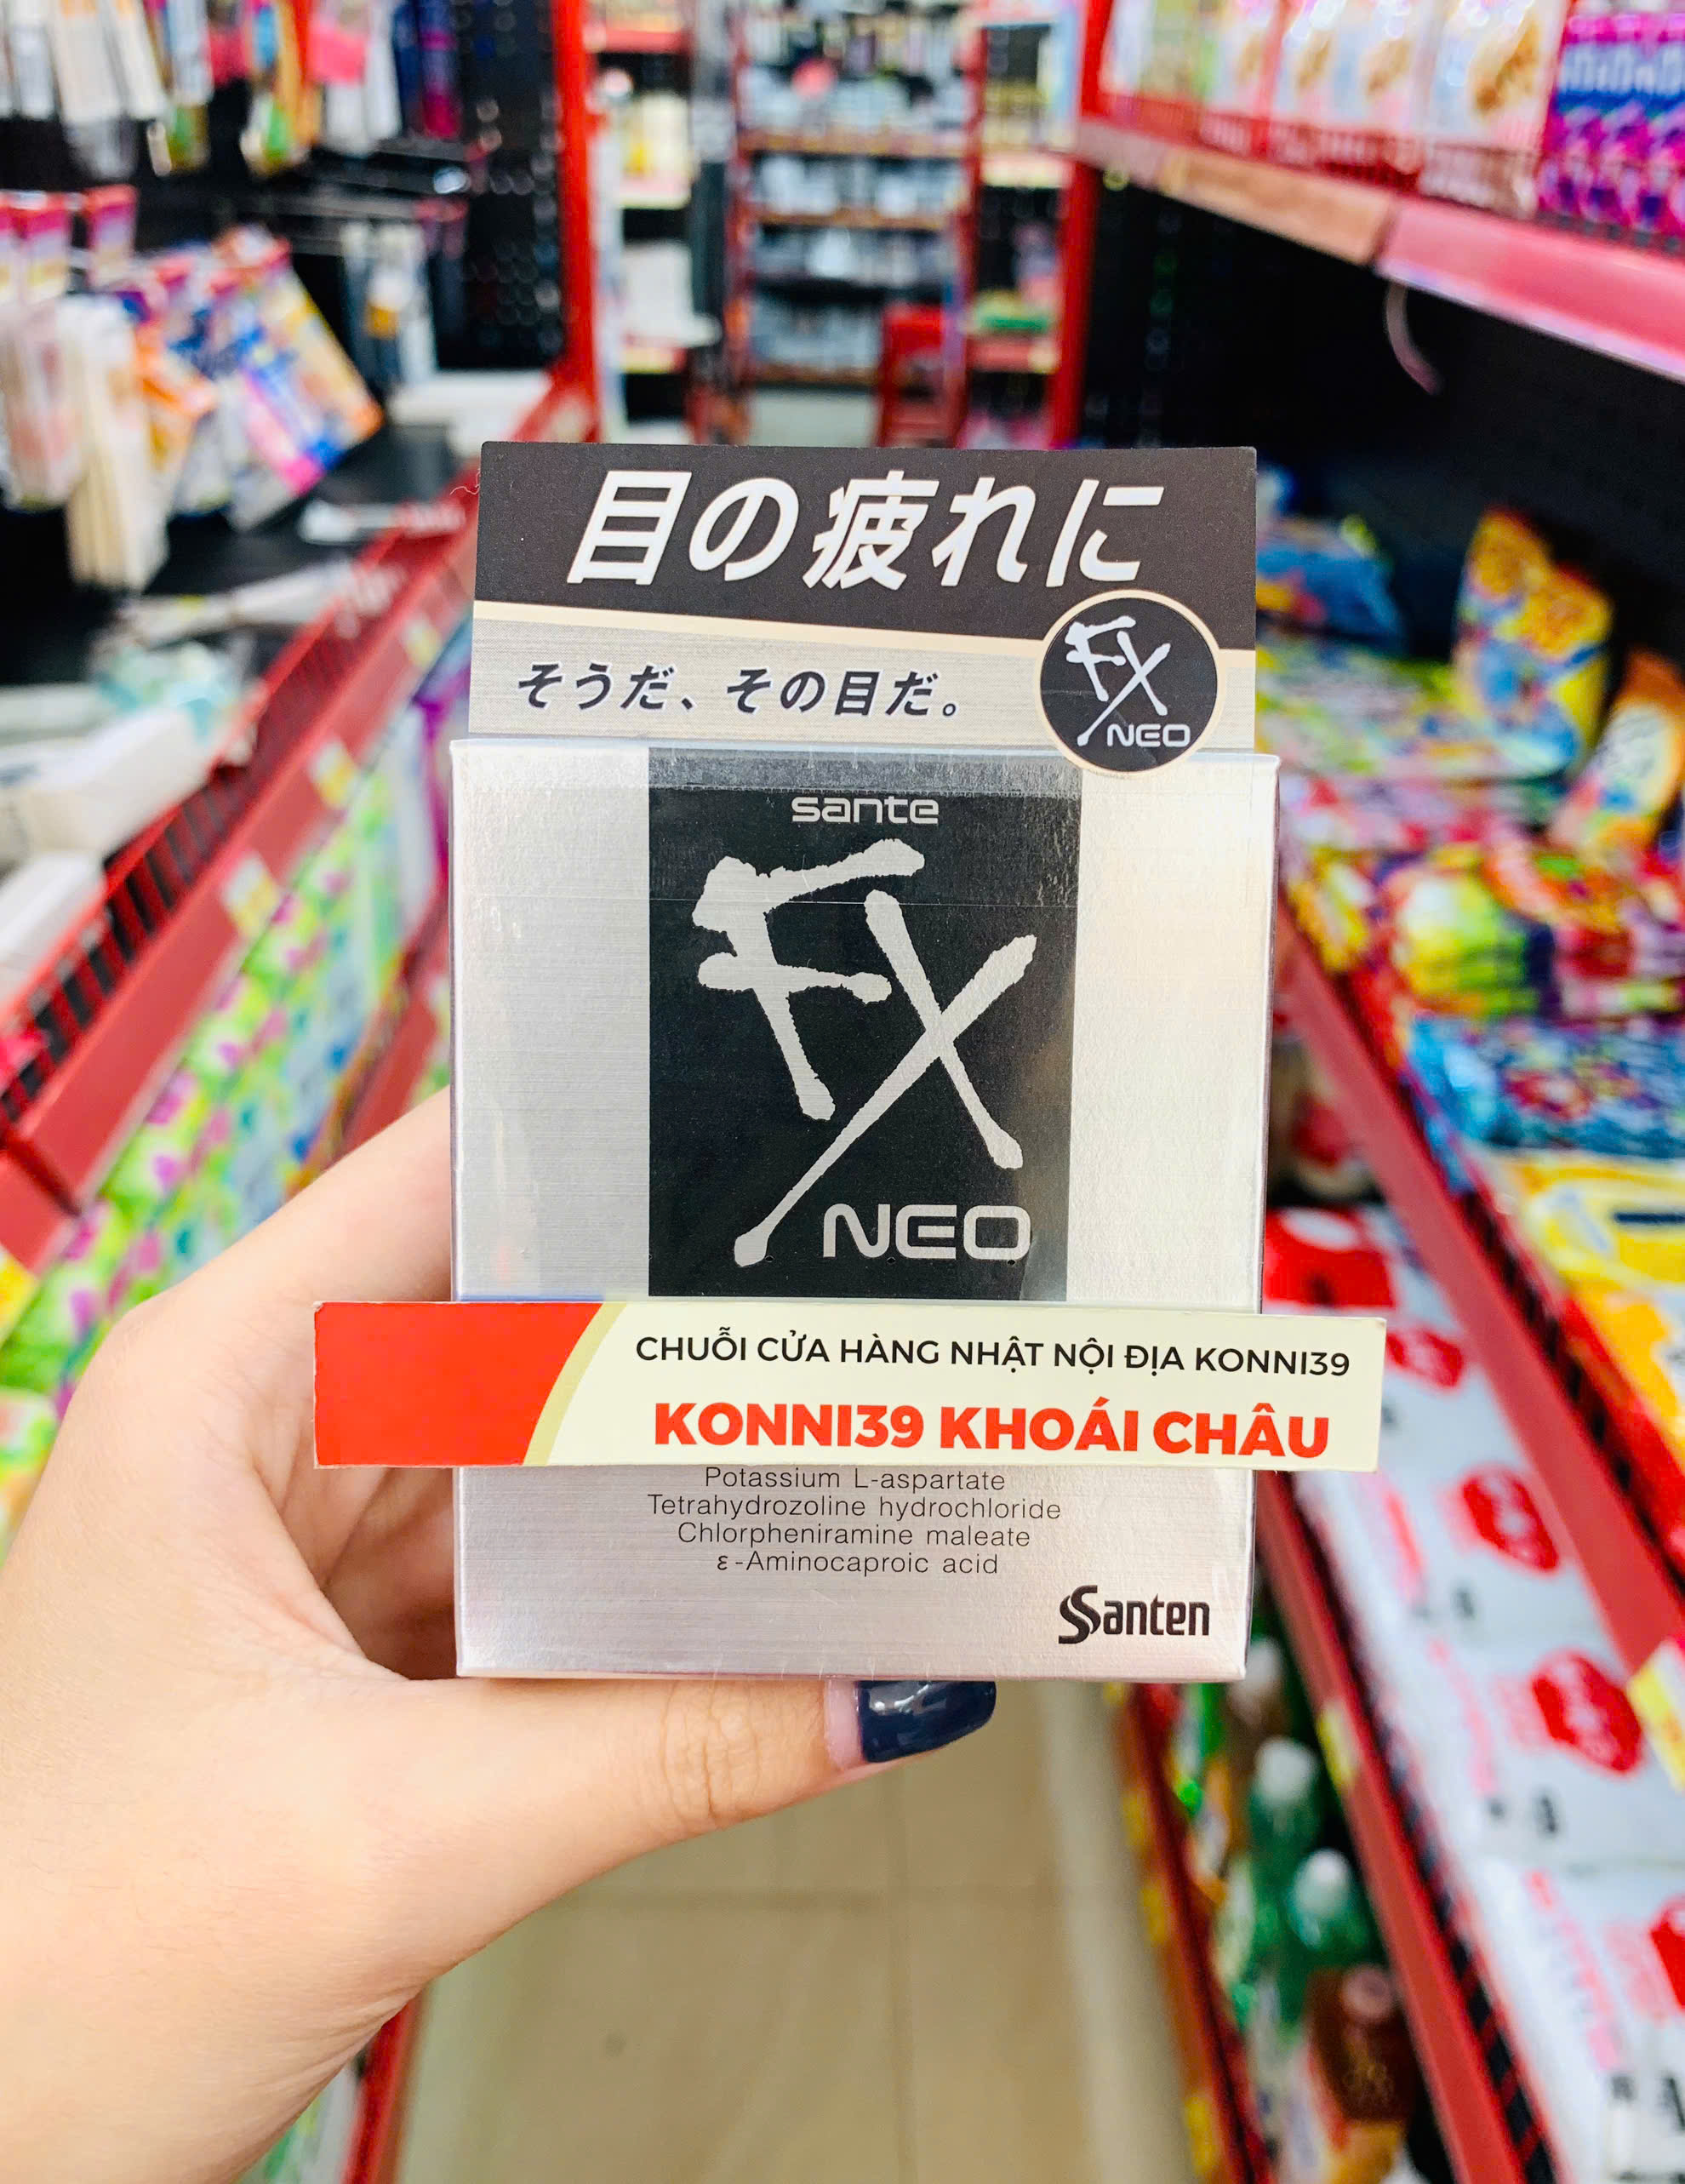 目の疲れに
そうだ、その目だ。
FX
NEO
sante
FX
NEO
CHUỖI CỬA HÀNG NHẬT NỘI ĐỊA KONNI39
KONNI39 KHOÁI CHÂU
Potassium L-aspartate
Tetrahydrozoline hydrochloride
Chlorpheniramine maleate
ε-Aminocaproic acid
Santen